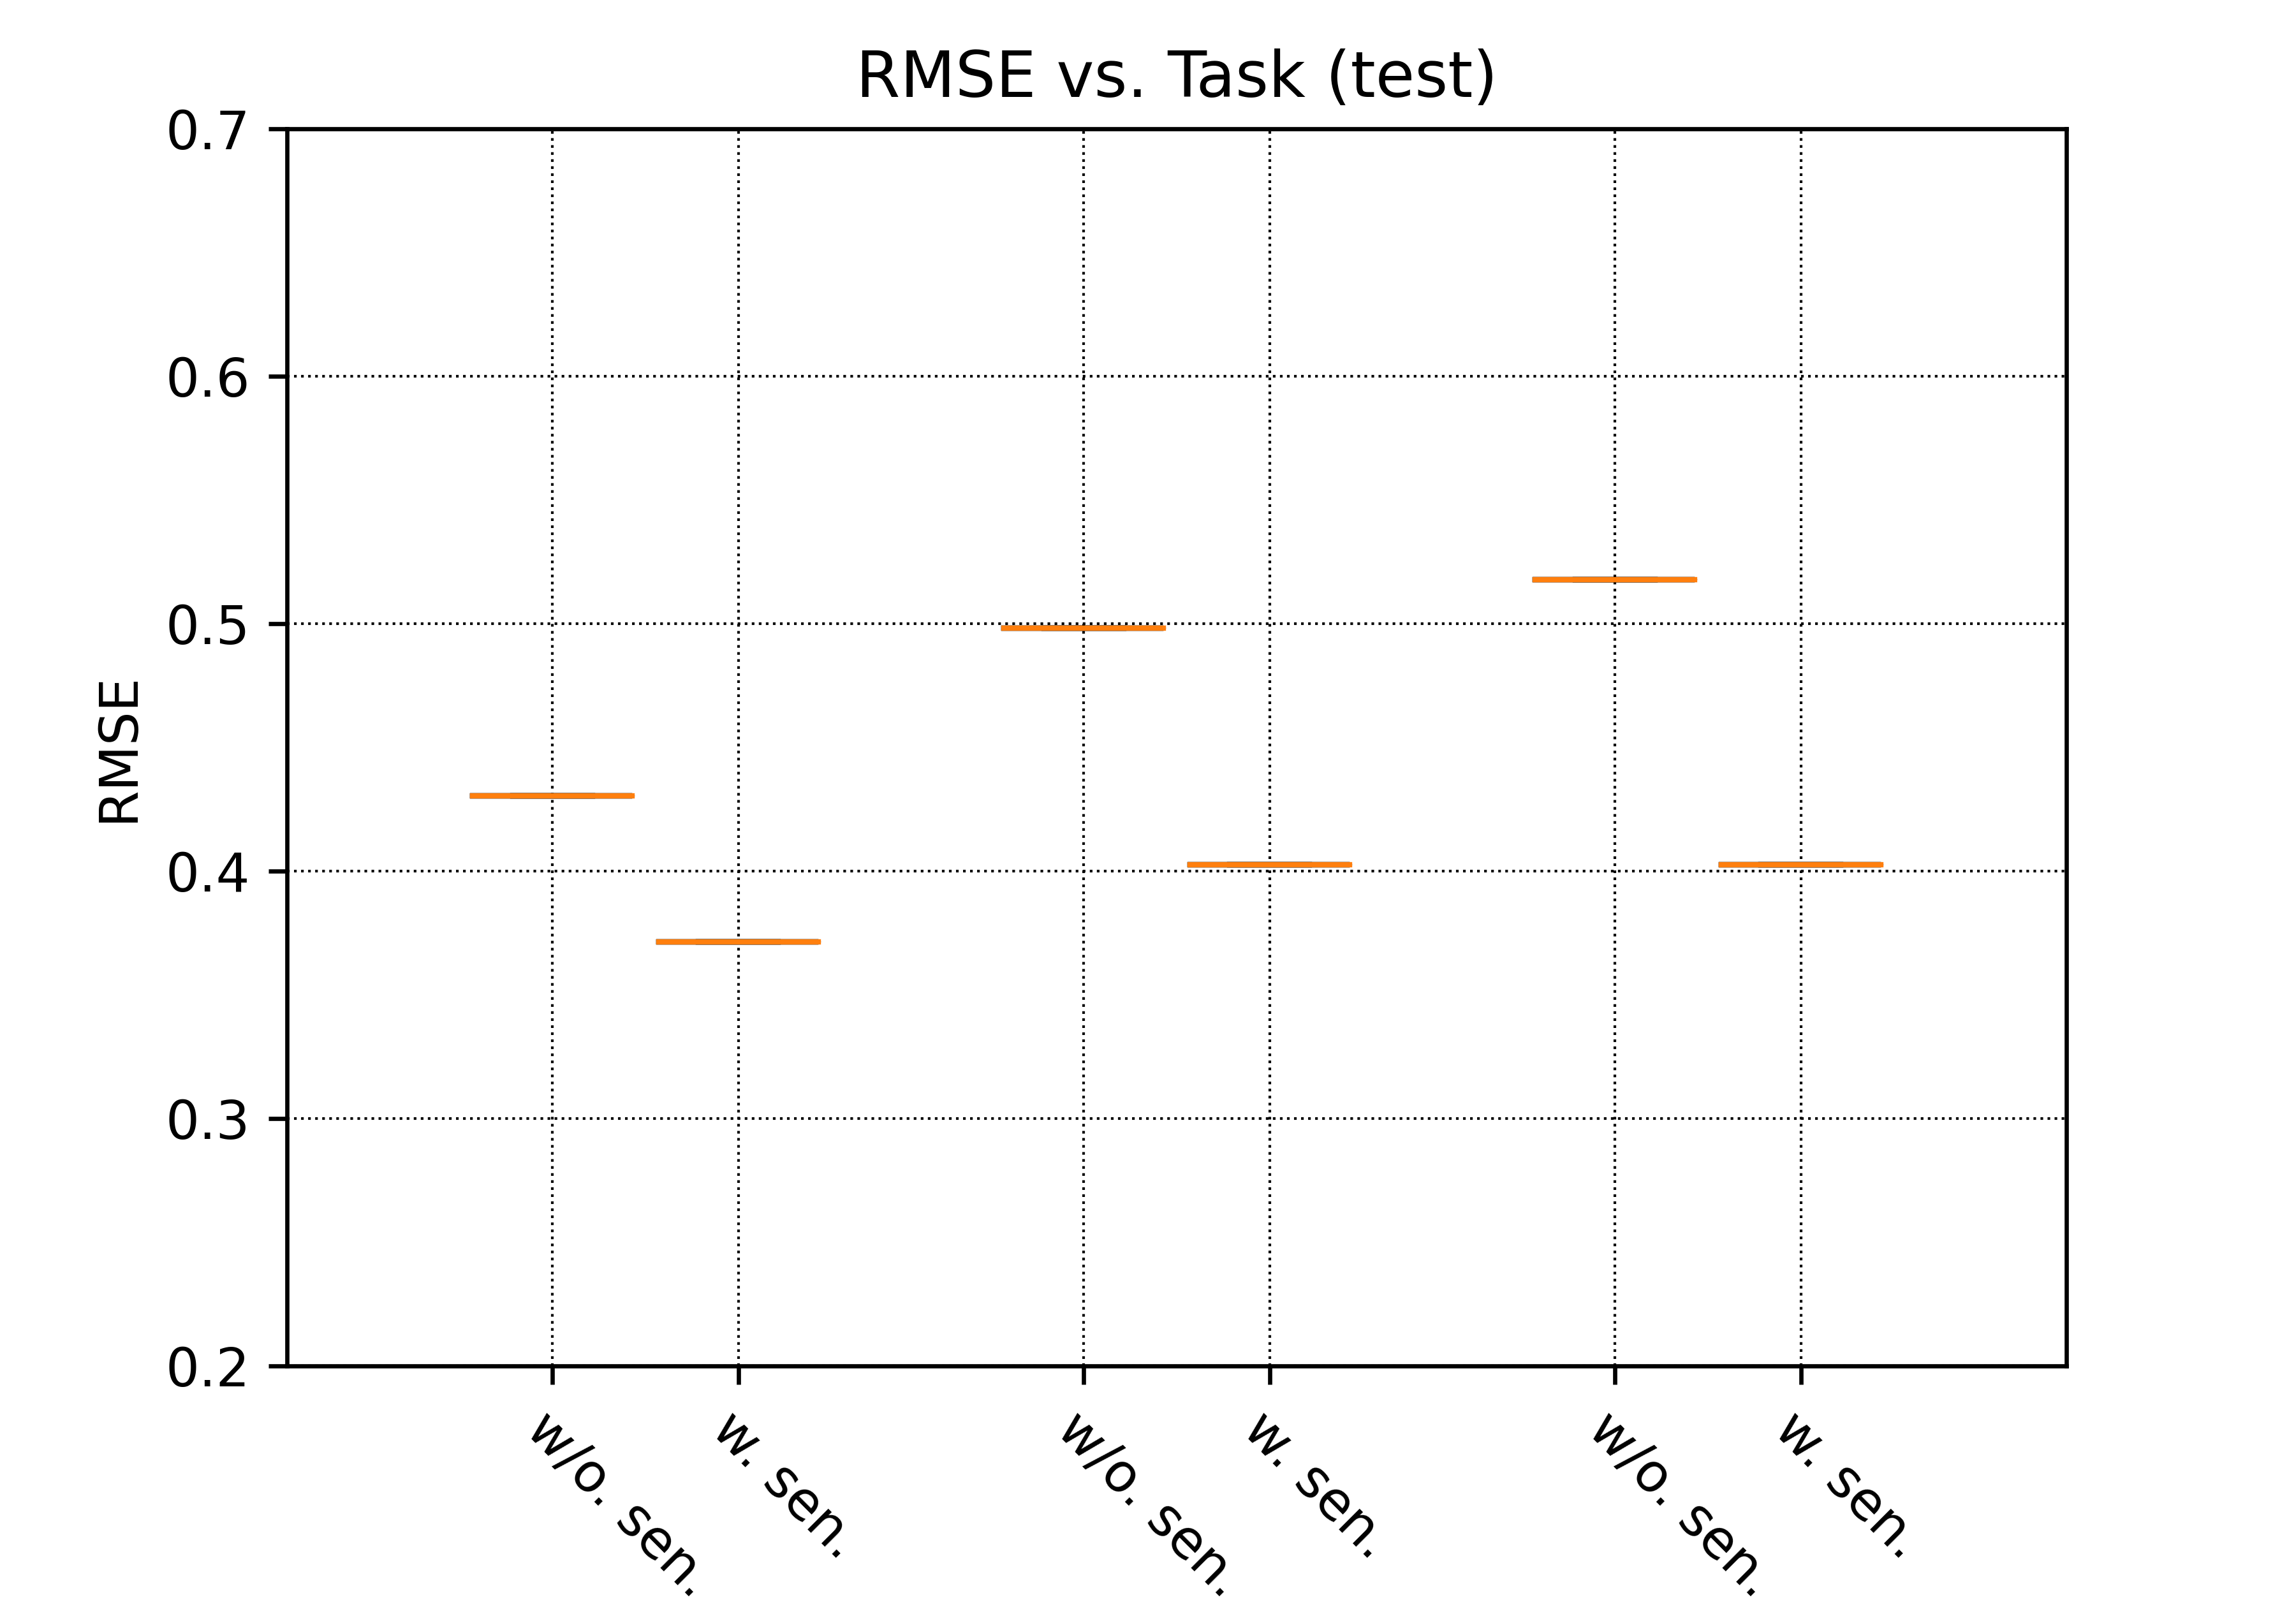 RMSE vs. Task (test)
0.7
0.6
0.5
0.4
0.3
0.2
RMSE
w/o. sen.
w. sen.
w/o. sen.
w. sen.
w/o. sen.
w. sen.